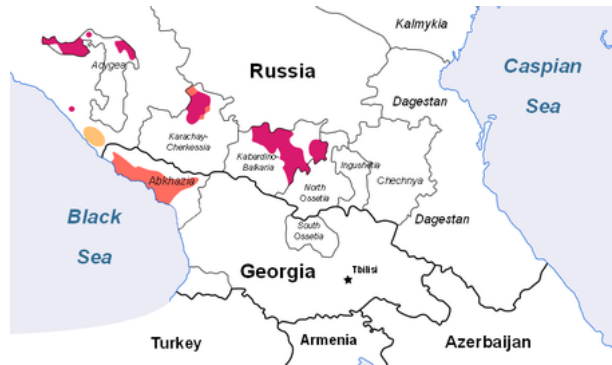 Kalmykia
Adygea
Russia
Caspian
Sea
Dagestan
Karachay-
Cherkessia
Kabardino-
Balkaria
Ingushetia
Chechnya
Abkhazia
North
Ossetia
Dagestan
Black
Sea
South
Ossetia
Georgia
Tbilisi
Turkey
Armenia
Azerbaijan